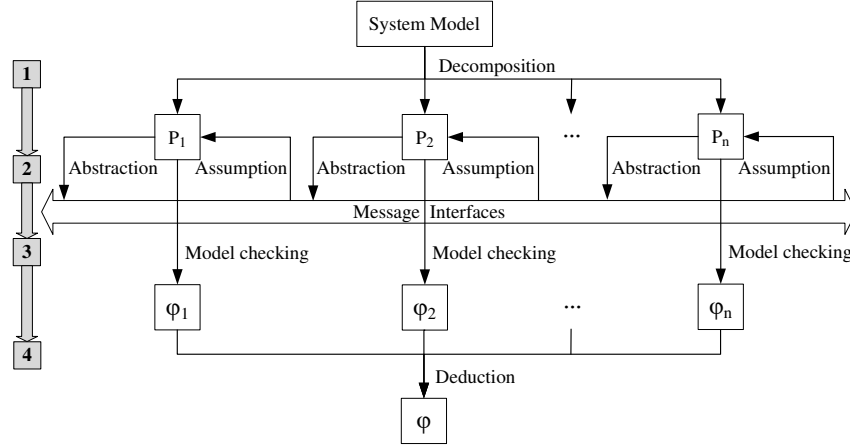 System Model
1
Decomposition
P1
P2
...
Pn
Abstraction
Assumption
Abstraction
Assumption
Abstraction
Assumption
2
Message Interfaces
3
Model checking
Model checking
Model checking
φ1
φ2
...
φn
4
Deduction
φ